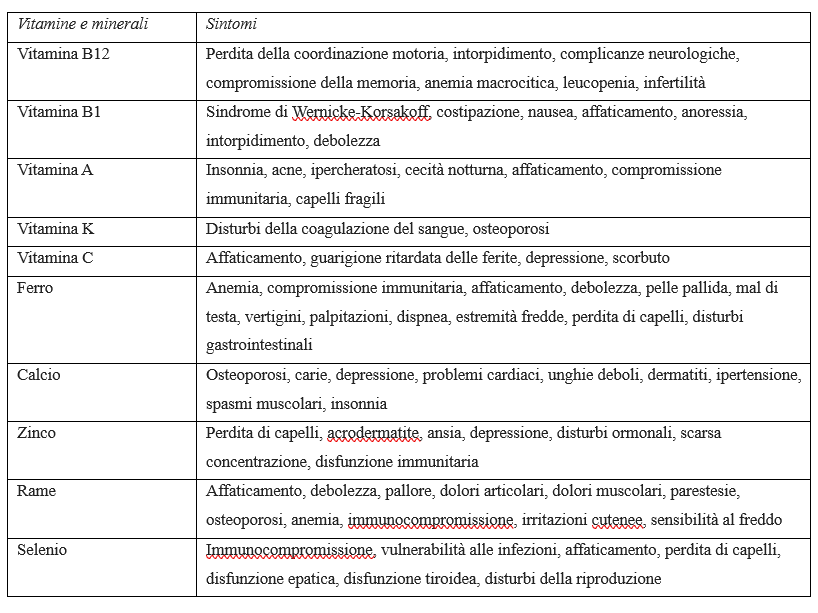 Vitamine e minerali Sintomi
Vitamina B12 Perdita della coordinazione motoria, intorpidimento, complicanze neurologiche,
compromissione della memoria, anemia macrocitica, leucopenia, infertilità
Vitamina B1 Sindrome di Wernicke-Korsakoff, costipazione, nausea, affaticamento, anoressia,
intorpidimento, debolezza
Vitamina A Insonnia, acne, ipercheratosi, cecità notturna, affaticamento, compromissione
immunitaria, capelli fragili
Vitamina K Disturbi della coagulazione del sangue, osteoporosi
Vitamina C Affaticamento, guarigione ritardata delle ferite, depressione, scorbuto
Ferro Anemia, compromissione immunitaria, affaticamento, debolezza, pelle pallida, mal di
testa, vertigini, palpitazioni, dispnea, estremità fredde, perdita di capelli, disturbi
gastrointestinali
Calcio Osteoporosi, carie, depressione, problemi cardiaci, unghie deboli, dermatiti, ipertensione,
spasmi muscolari, insonnia
Zinco Perdita di capelli, acrodermatite, ansia, depressione, disturbi ormonali, scarsa
concentrazione, disfunzione immunitaria
Rame Affaticamento, debolezza, pallore, dolori articolari, dolori muscolari, parestesie,
osteoporosi, anemia, immunocompromissione, irritazioni cutenee, sensibilità al freddo
Selenio Immunocompromissione, vulnerabilità alle infezioni, affaticamento, perdita di capelli,
disfunzione epatica, disfunzione tiroidea, disturbi della riproduzione